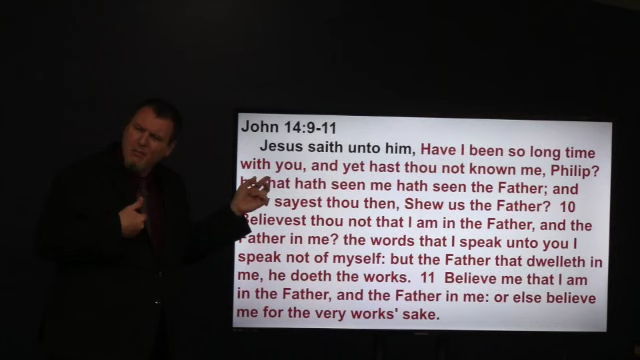 John 14:9-11
Jesus saith unto him, Have I been so long time
with you, and yet hast thou not known me, Philip?
hat hath seen me hath seen the Father; and
sayest thou then, Shew us the Father? 10
Believest thou not that I am in the Father, and the
Father in me? the words that I speak unto you I
speak not of myself: but the Father that dwelleth in
me, he doeth the works. 11 Believe me that I am
in the Father, and the Father in me: or else believe
me for the very works' sake.